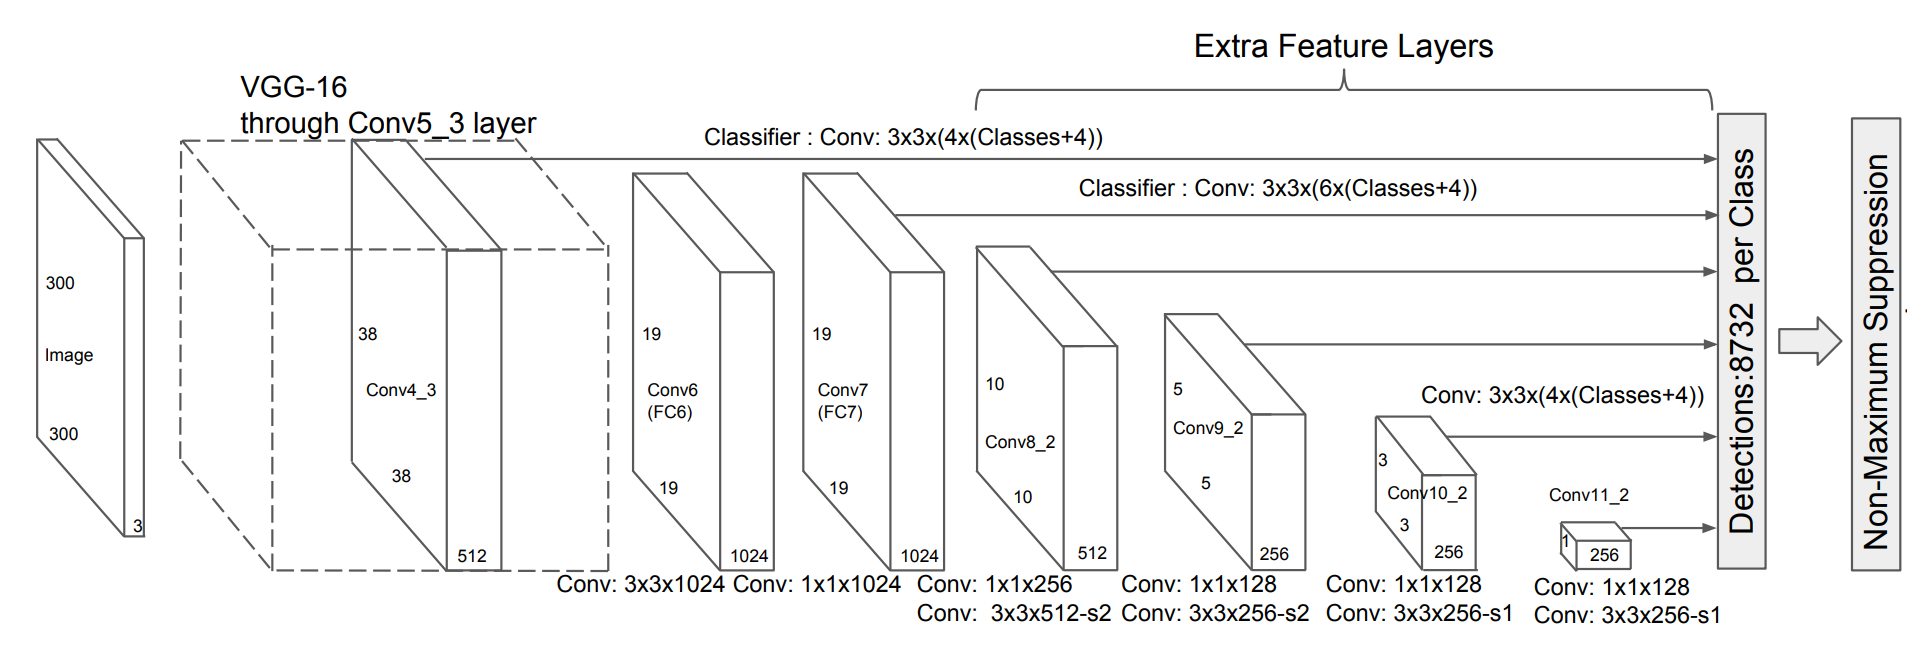 Extra Feature Layers
VGG-16
through Conv5_3 layer
Classifier : Conv: 3x3x(4x(Classes+4))
Classifier : Conv: 3x3x(6x(Classes+4))
300
Image
300
3
38
Conv4_3
38
512
19
Conv6
(FC6)
19
1024
19
Conv7
(FC7)
19
1024
10
Conv8_2
10
512
5
Conv9_2
5
256
Conv: 3x3x(4x(Classes+4))
3
Conv10_2
3
256
Conv11_2
1
256
Conv: 3x3x1024
Conv: 1x1x1024
Conv: 1x1x256
Conv: 3x3x512-s2
Conv: 1x1x128
Conv: 3x3x256-s2
Conv: 1x1x128
Conv: 3x3x256-s1
Conv: 1x1x128
Conv: 3x3x256-s1
Detections:8732 per Class
Non-Maximum Suppression